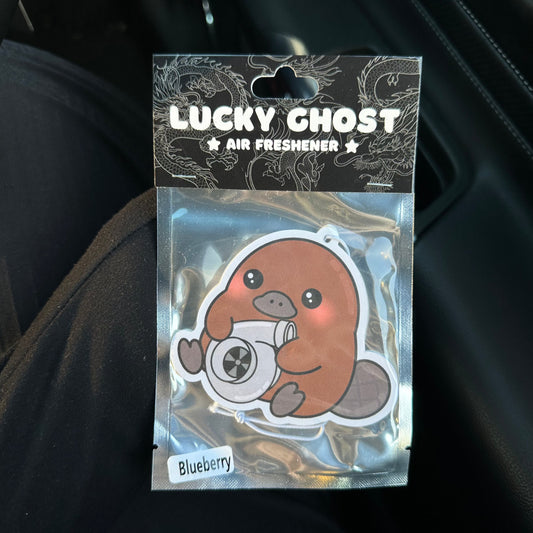 LUCKY GHOST
★ AIR FRESHENER ★
Blueberry